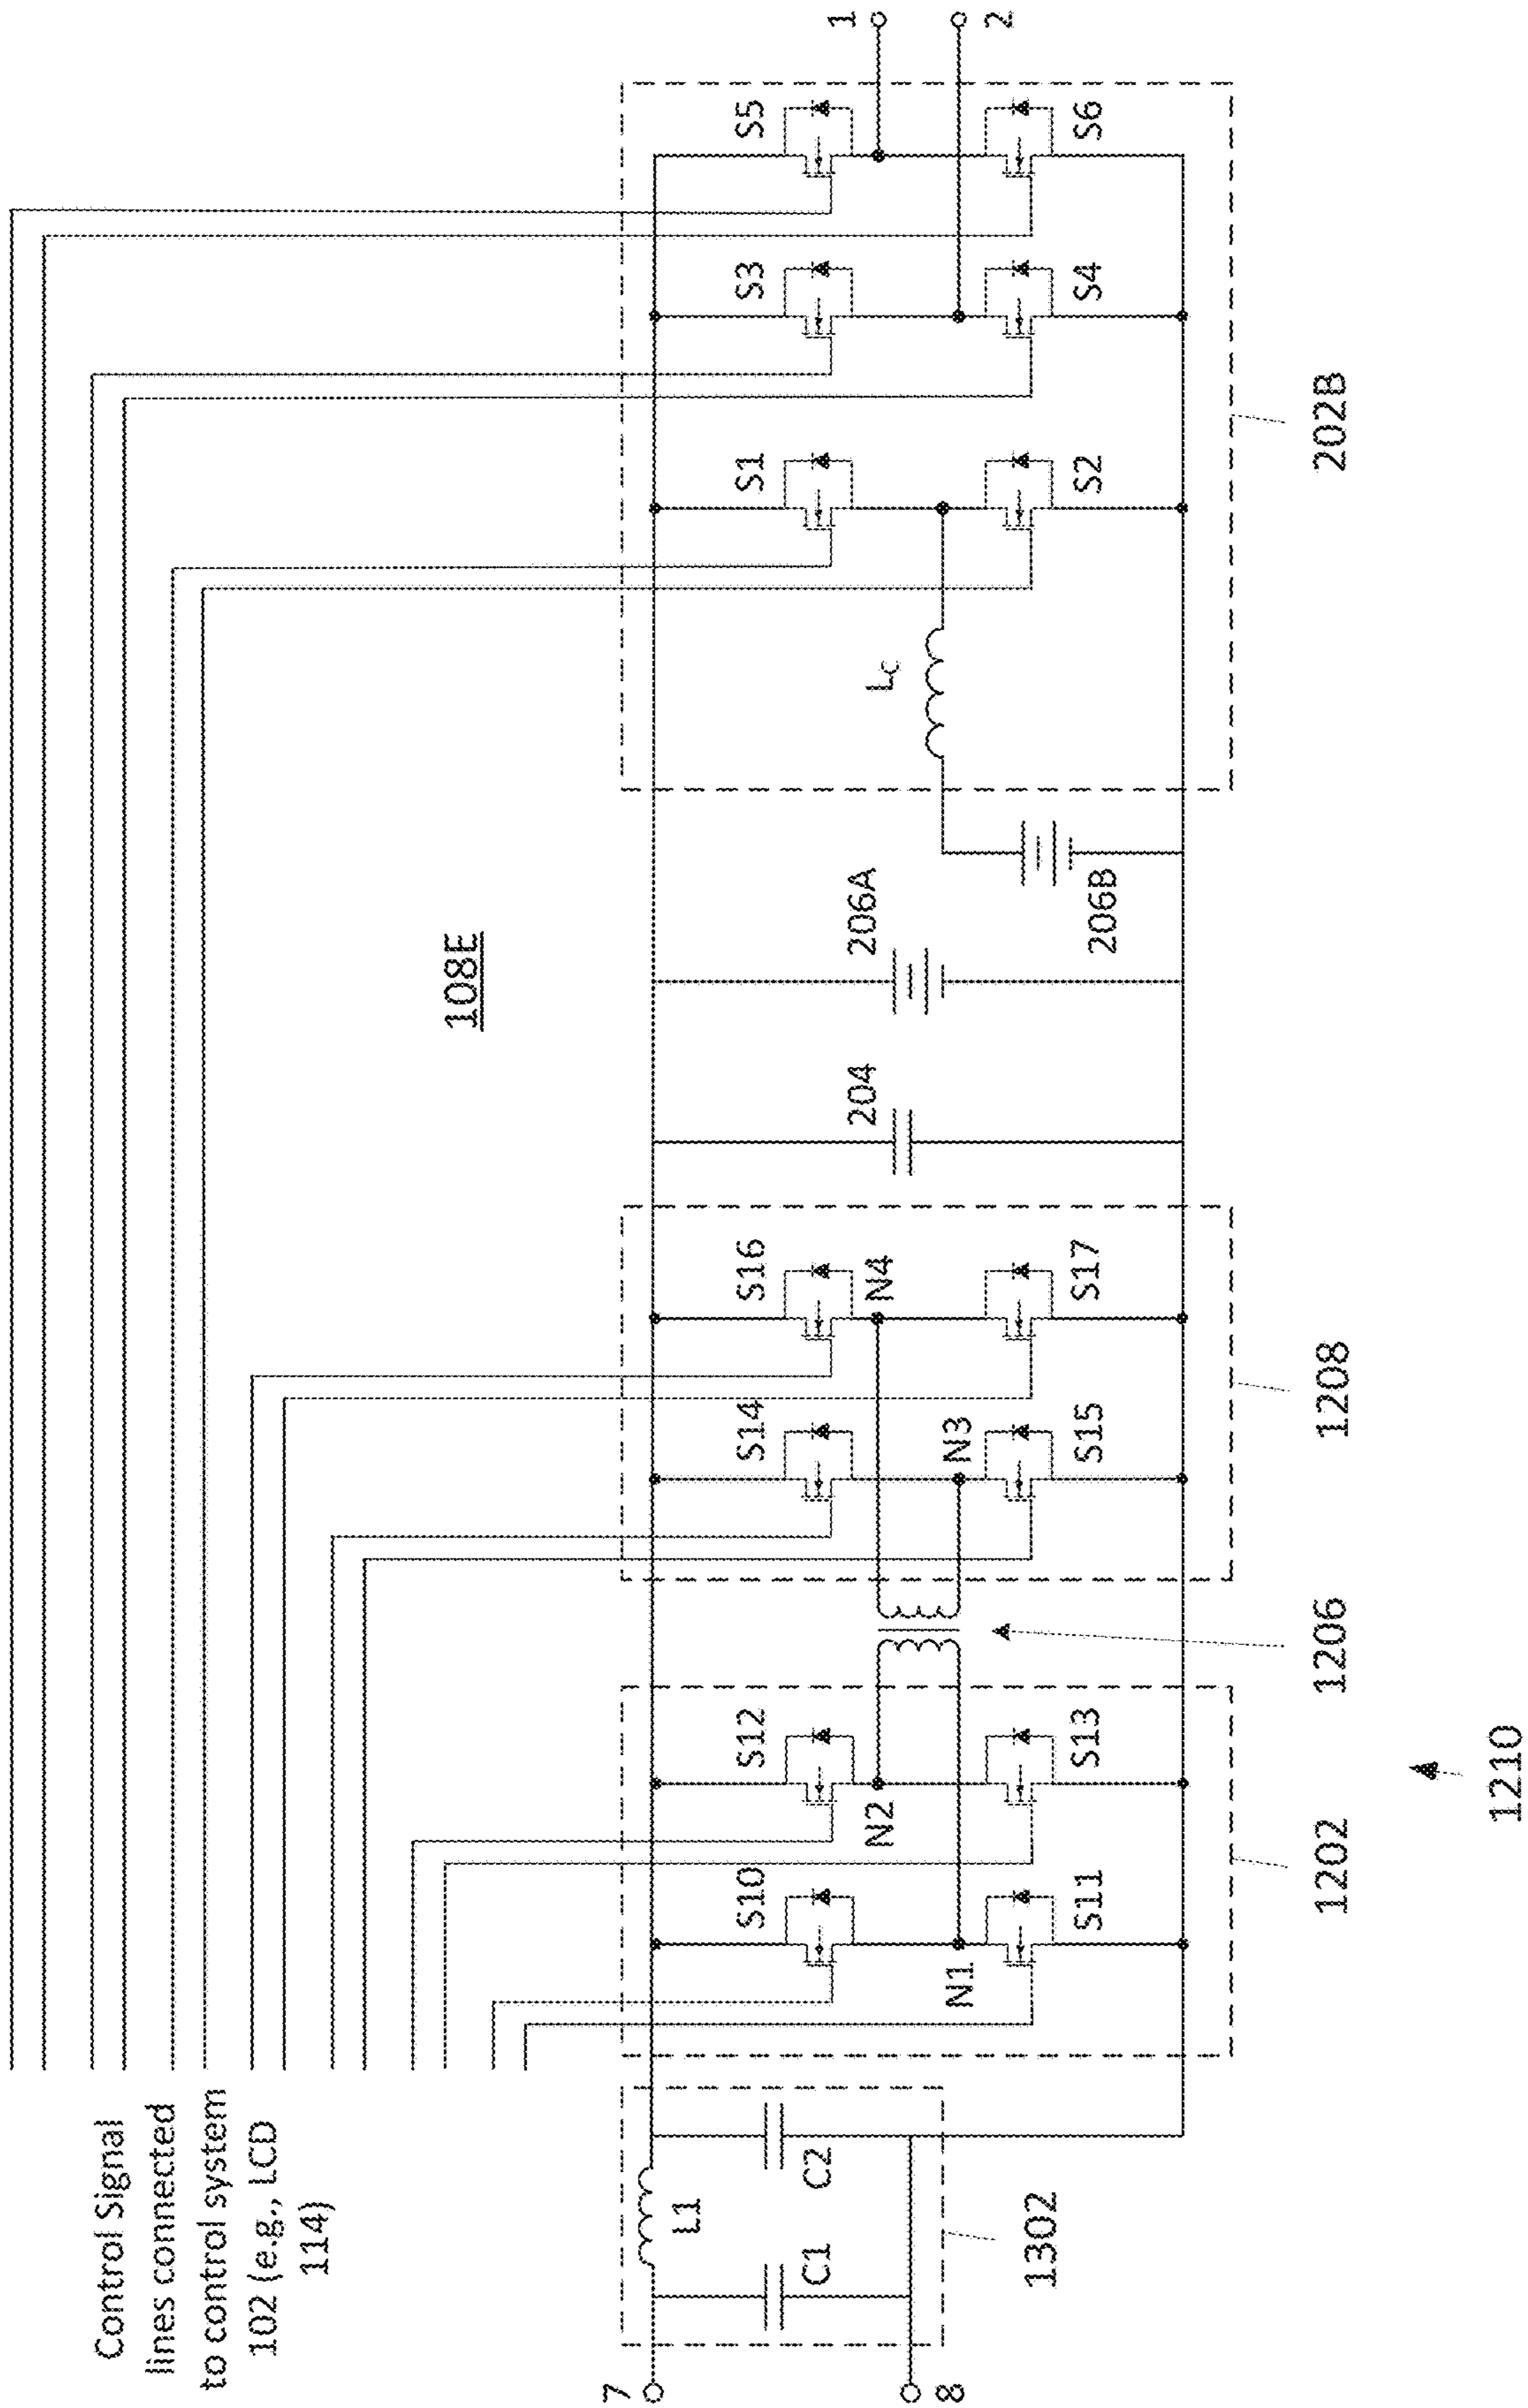 Control Signal
lines connected
to control system
102 (e.g., LCD
114)
108E
7
8
L1
C1
C2
1302
S10
S12
N2
N1
S11
S13
1202
1206
1210
S14
S16
N4
N3
S15
S17
1208
204
206A
206B
LC
S1
S3
S5
S2
S4
S6
202B
1
2